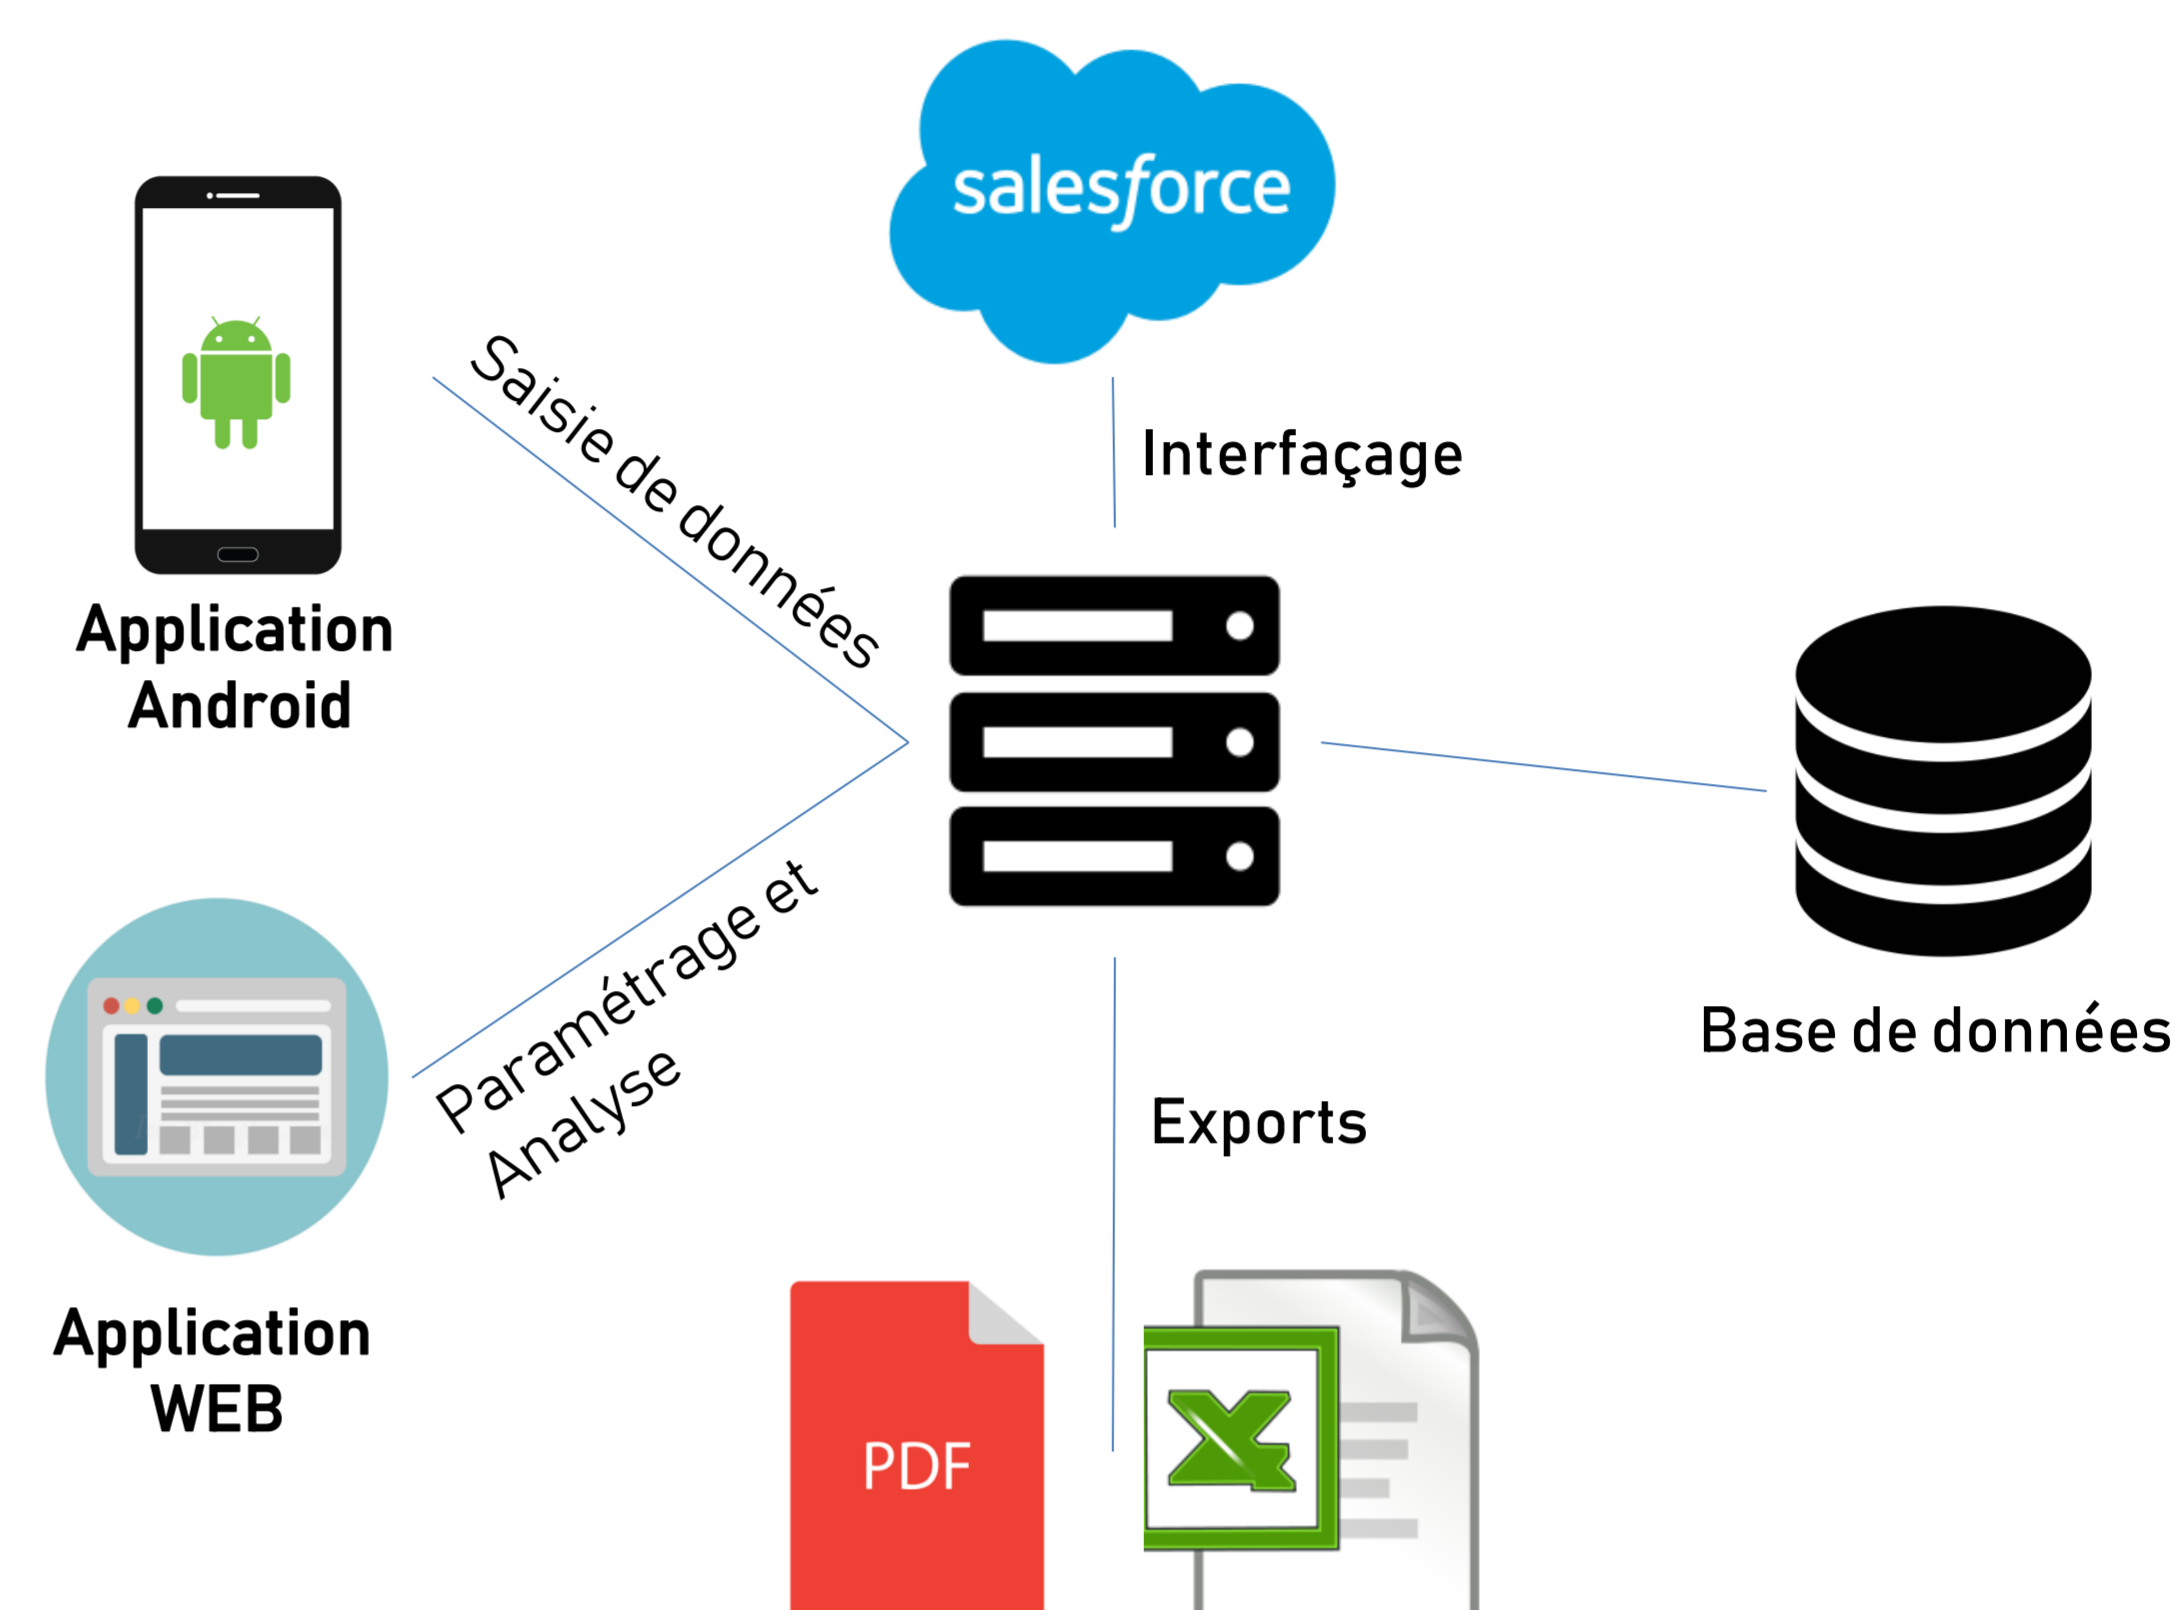 salesforce
Saisie de données
Interfaçage
Application
Android
Paramétrage et
Analyse
Base de données
Exports
Application
WEB
PDF